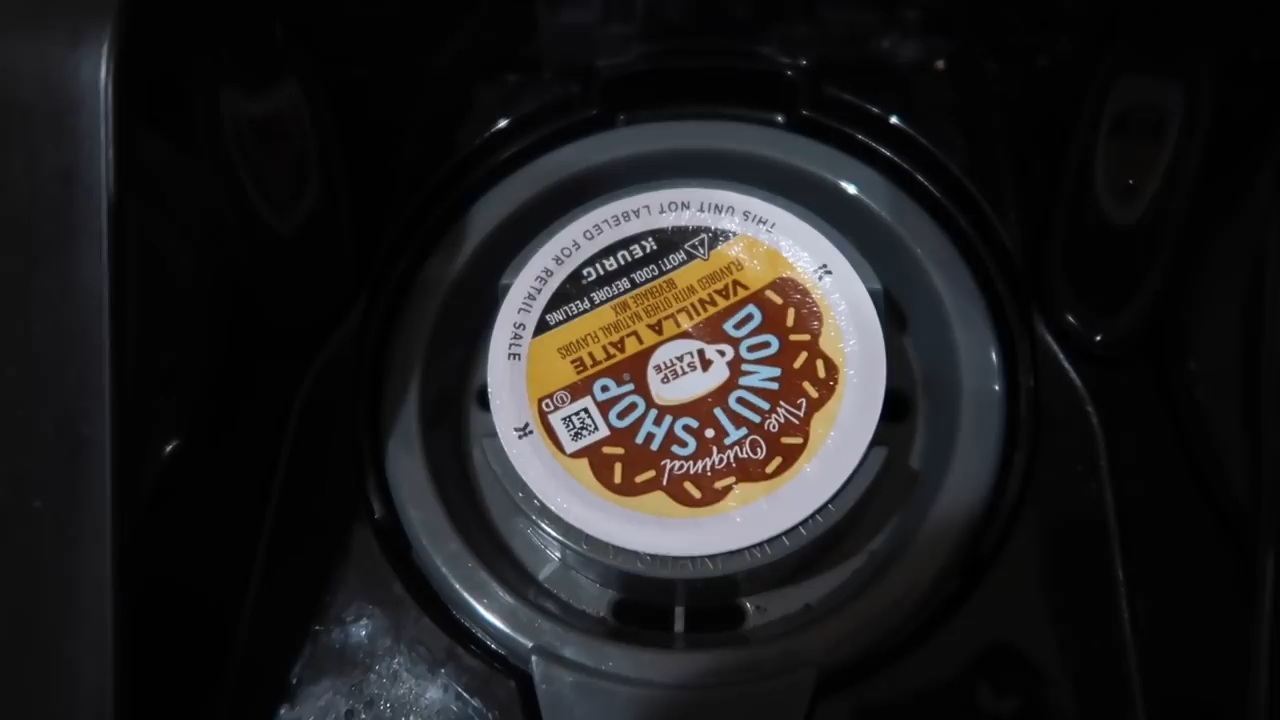 The Original
DONUT·SHOP®
1 STEP
LATTE
VANILLA LATTE
FLAVORED WITH OTHER NATURAL FLAVORS
BEVERAGE MIX
HOT! COOL BEFORE PEELING
KEURIG®
THIS UNIT NOT LABELED FOR RETAIL SALE
U D